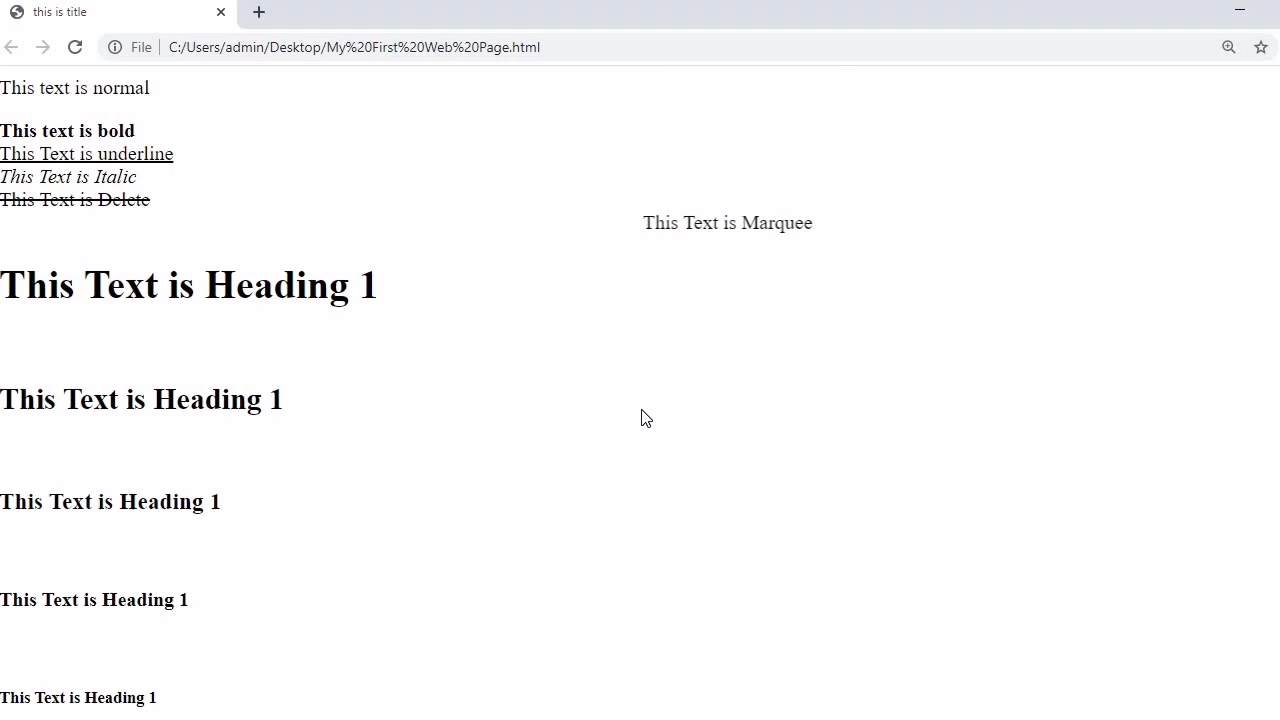 this is title
File C:/Users/admin/Desktop/My%20First%20Web%20Page.html
This text is normal
This text is bold
This Text is underline
This Text is Italic
This Text is Delete
This Text is Marquee
This Text is Heading 1
This Text is Heading 1
This Text is Heading 1
This Text is Heading 1
This Text is Heading 1